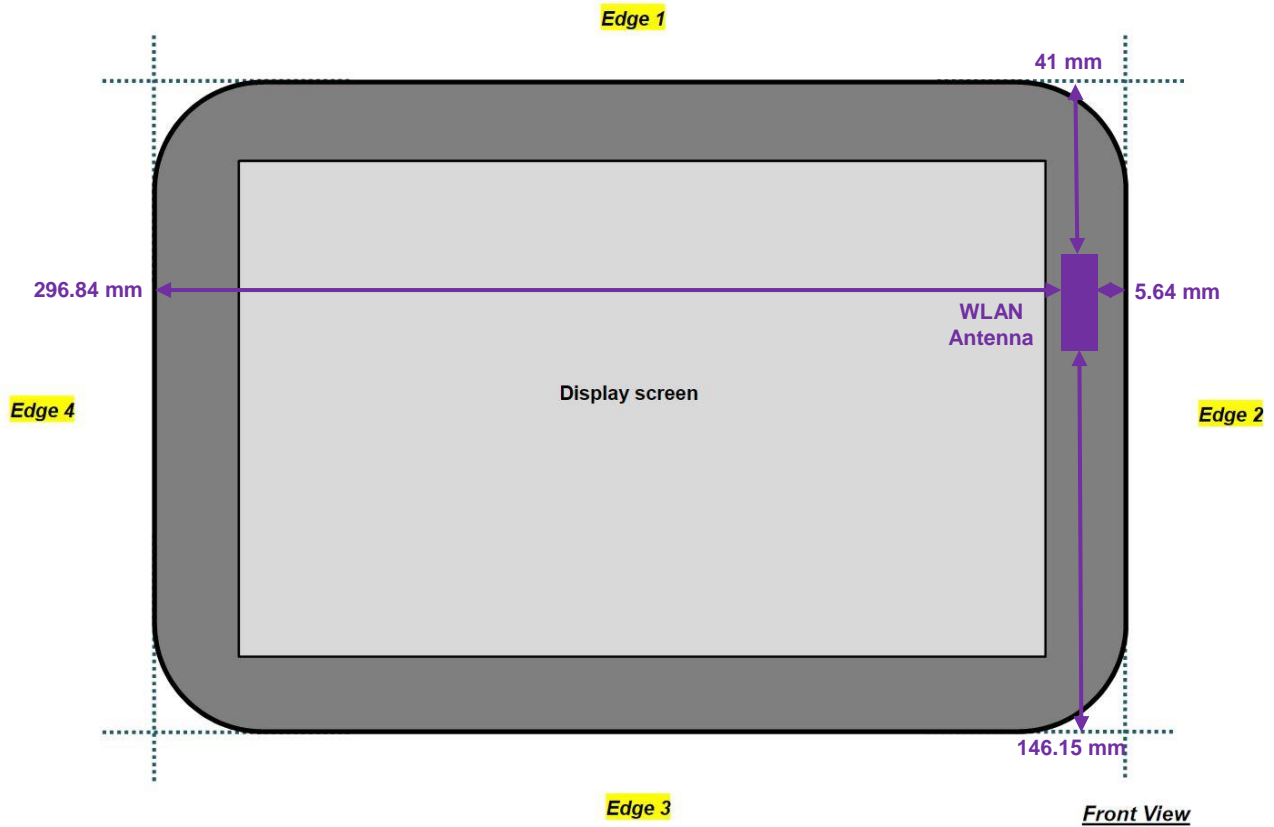 Edge 1
41 mm
296.84 mm
5.64 mm
WLAN
Antenna
Display screen
Edge 4
Edge 2
146.15 mm
Edge 3
Front View